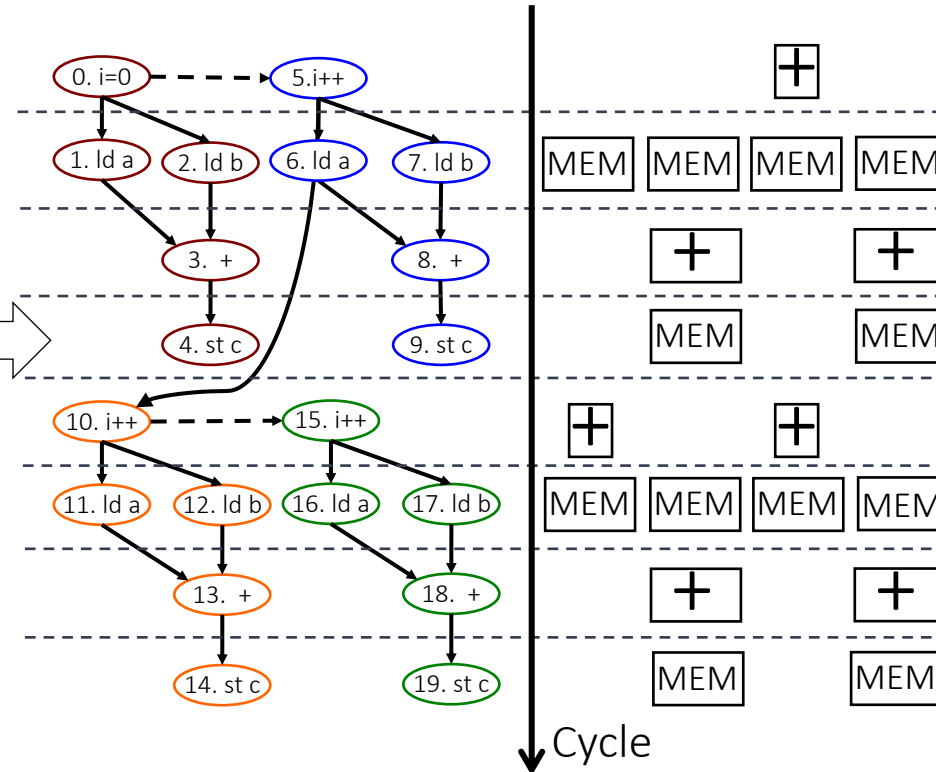 0. i=0
5.i++
+
1. ld a
2. ld b
6. ld a
7. ld b
MEM MEM MEM MEM
3. +
8. +
+ +
4. st c
9. st c
MEM MEM
10. i++
15. i++
+ +
11. ld a
12. ld b
16. ld a
17. ld b
MEM MEM MEM MEM
13. +
18. +
+ +
14. st c
19. st c
MEM MEM
Cycle